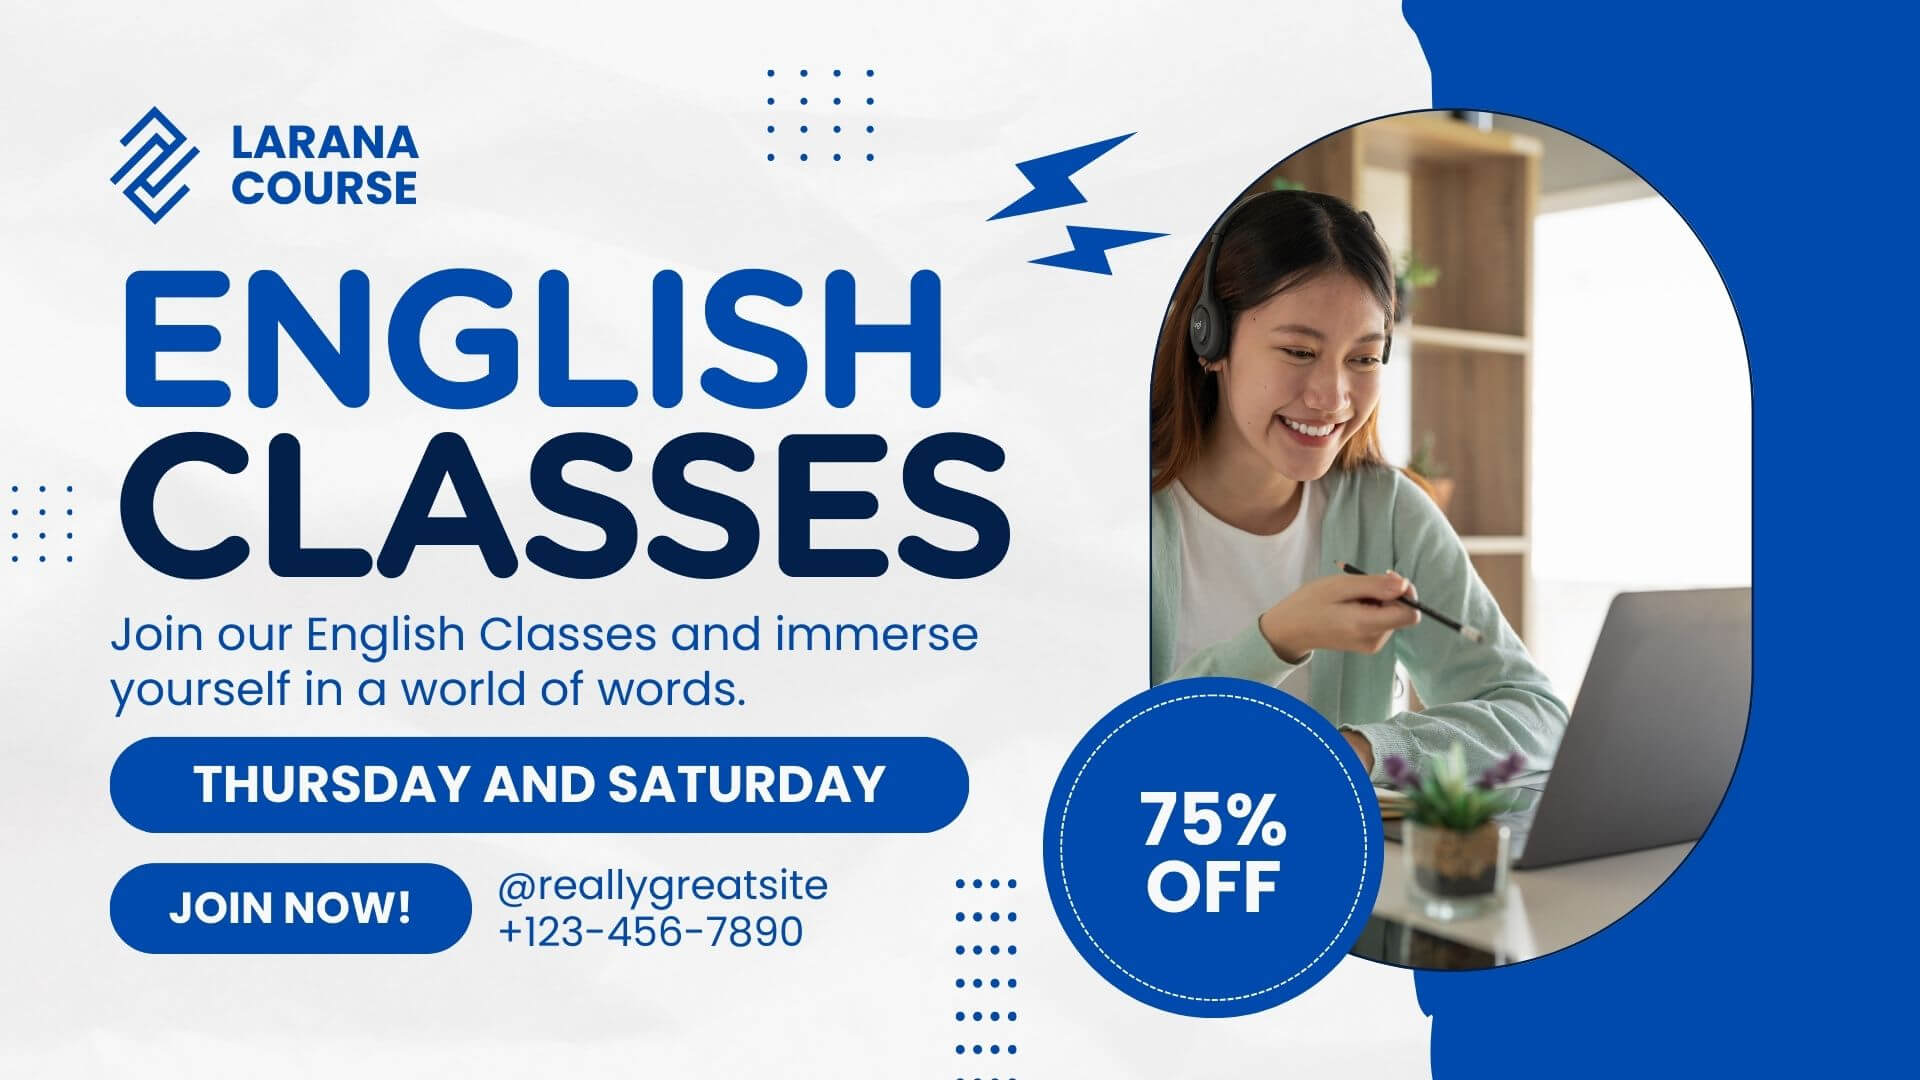 LARANA
COURSE
ENGLISH
CLASSES
Join our English Classes and immerse
yourself in a world of words.
THURSDAY AND SATURDAY
JOIN NOW!
@reallygreatsite
+123-456-7890
75%
OFF